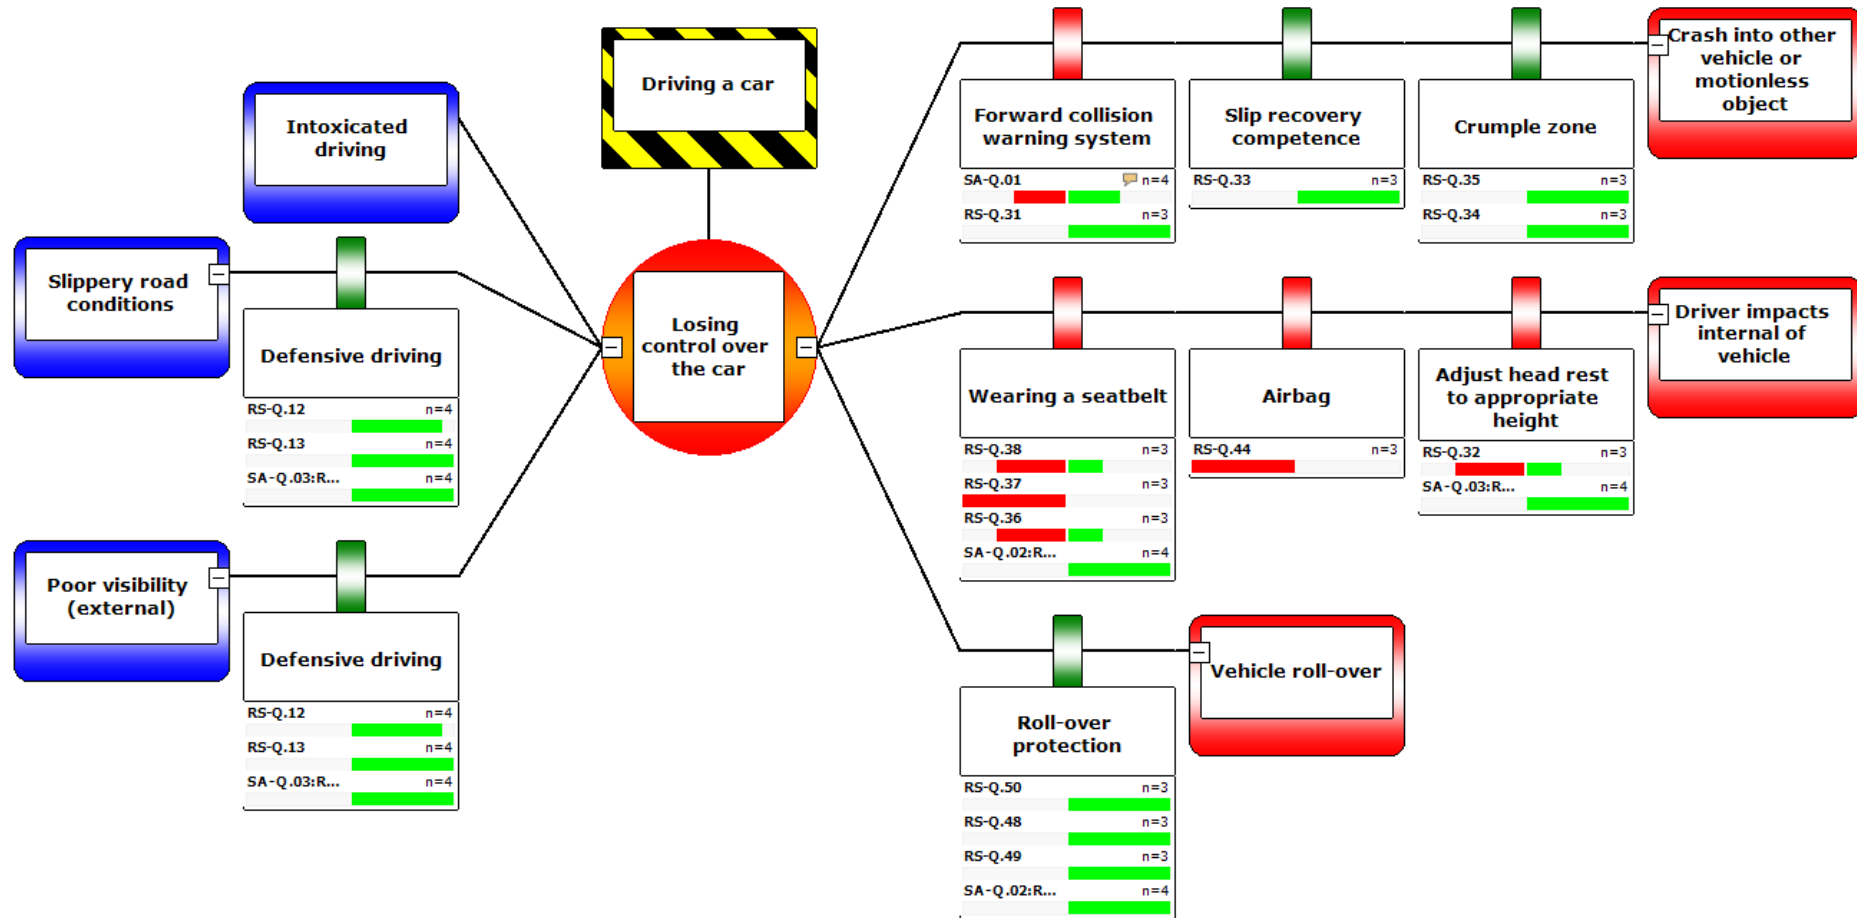 Driving a car
Intoxicated
driving
Slippery road
conditions
Defensive driving
RS-Q.12 n=4
RS-Q.13 n=4
SA-Q.03:R... n=4
Poor visibility
(external)
Defensive driving
RS-Q.12 n=4
RS-Q.13 n=4
SA-Q.03:R... n=4
Losing
control over
the car
Forward collision
warning system
SA-Q.01 n=4
RS-Q.31 n=3
Slip recovery
competence
RS-Q.33 n=3
Crumple zone
RS-Q.35 n=3
RS-Q.34 n=3
Crash into other
vehicle or
motionless
object
Wearing a seatbelt
RS-Q.38 n=3
RS-Q.37 n=3
RS-Q.36 n=3
SA-Q.02:R... n=4
Airbag
RS-Q.44 n=3
Adjust head rest
to appropriate
height
RS-Q.32 n=3
SA-Q.03:R... n=4
Driver impacts
internal of
vehicle
Roll-over
protection
RS-Q.50 n=3
RS-Q.48 n=3
RS-Q.49 n=3
SA-Q.02:R... n=4
Vehicle roll-over